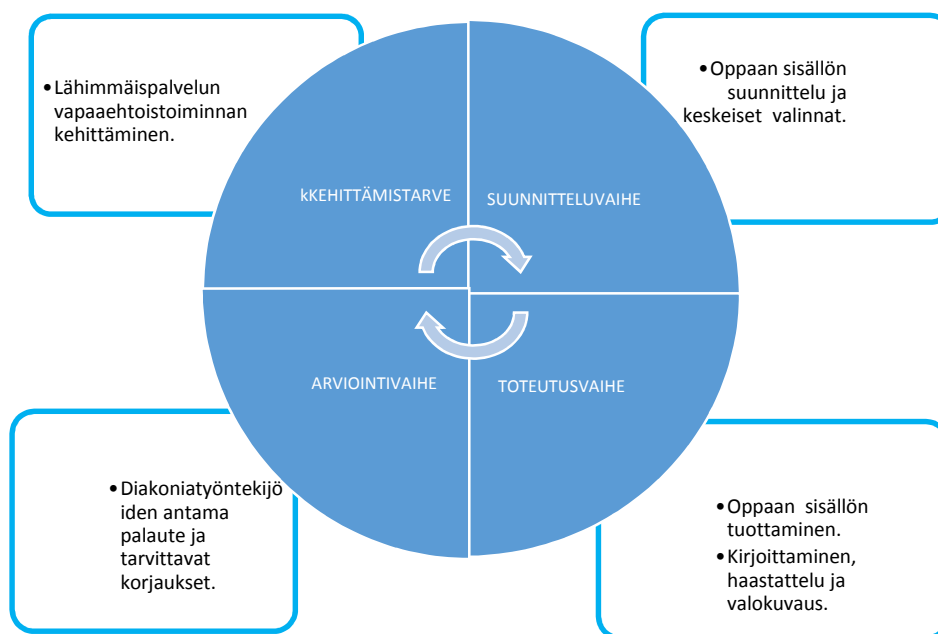 •Lähimmäispalvelun
vapaaehtoistoiminnan
kehittäminen.
•Oppaan sisällön
suunnittelu ja
keskeiset valinnat.
kKEHITTÄMISTARVE
SUUNNITTELUVAIHE
ARVIOINTIVAIHE
TOTEUTUSVAIHE
•Diakoniatyöntekijö
iden antama
palaute ja
tarvittavat
korjaukset.
•Oppaan sisällön
tuottaminen.
•Kirjoittaminen,
haastattelu ja
valokuvaus.